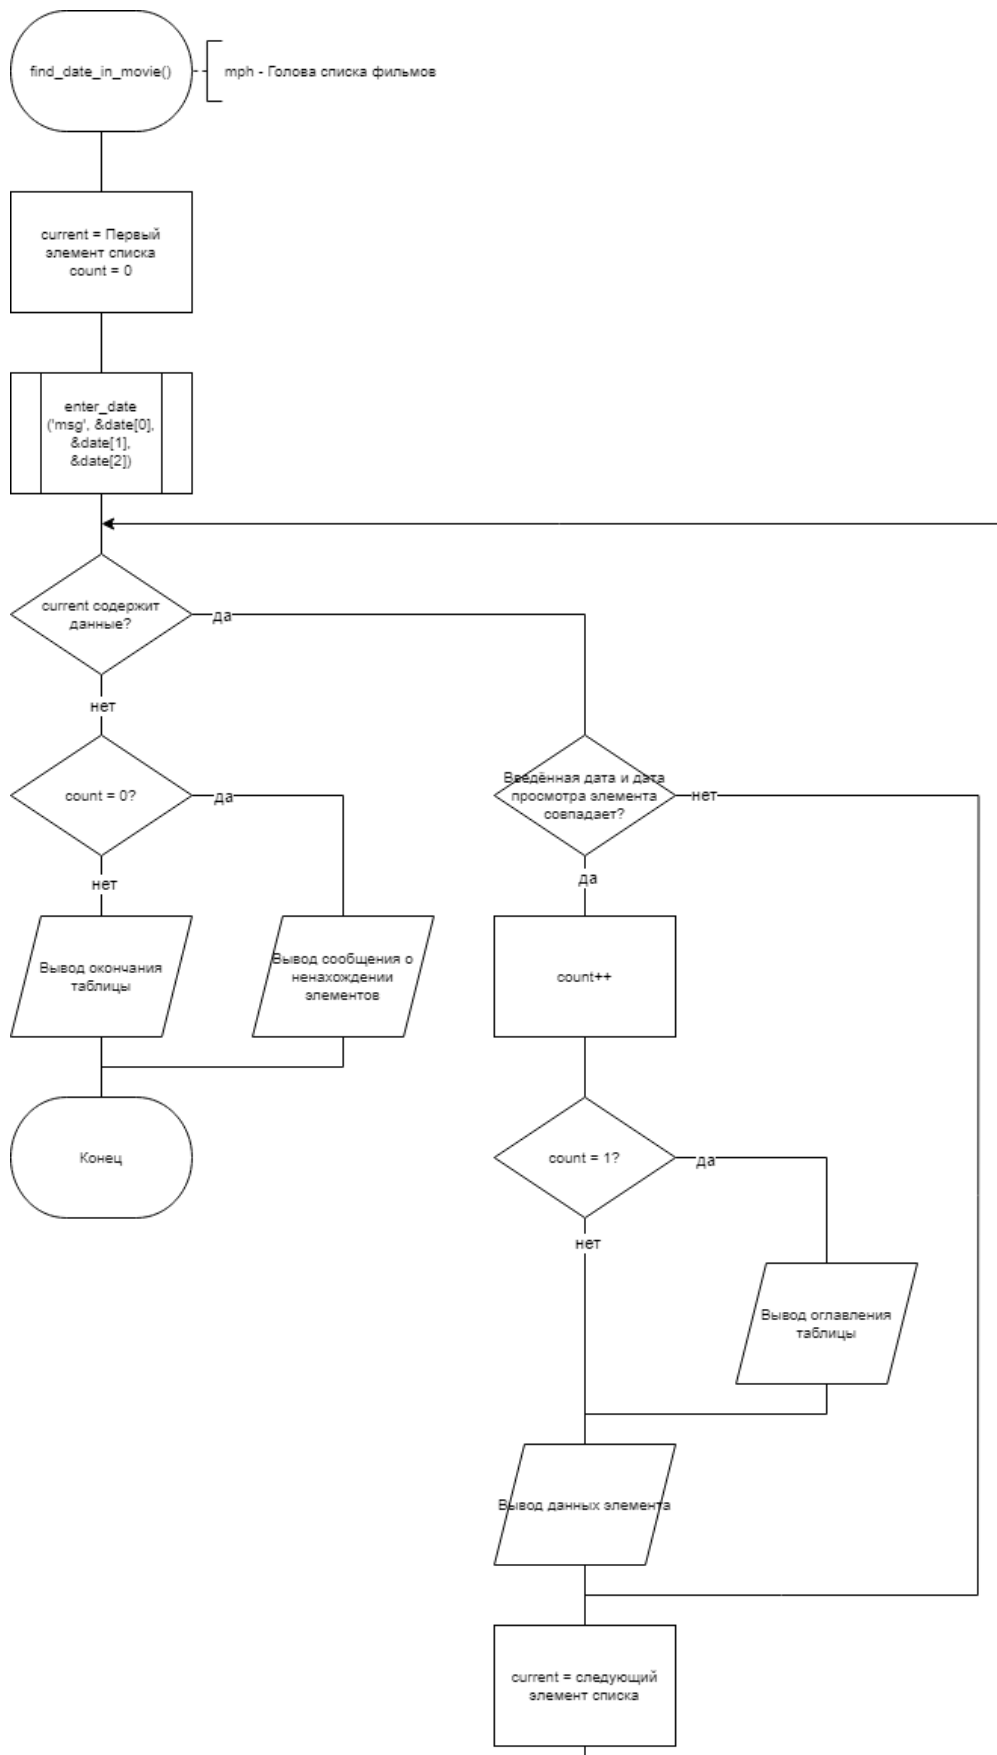 find_date_in_movie()
mph - Голова списка фильмов
current = Первый
элемент списка
count = 0
enter_date
('msg', &date[0],
&date[1],
&date[2])
current содержит
данные?
да
нет
count = 0?
да
нет
Введённая дата и дата
просмотра элемента
совпадает?
нет
да
Вывод окончания
таблицы
Вывод сообщения о
ненахождении
элементов
count++
Конец
count = 1?
да
нет
Вывод оглавления
таблицы
Вывод данных элемента
current = следующий
элемент списка